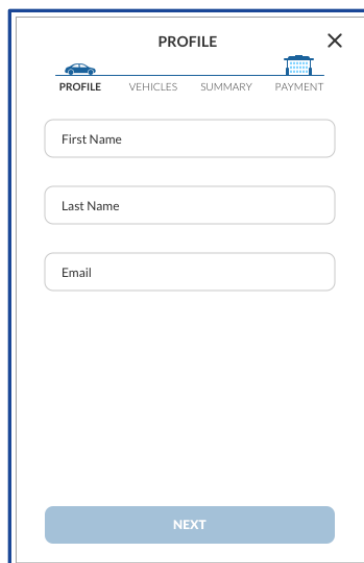 PROFILE
PROFILE VEHICLES SUMMARY PAYMENT
First Name
Last Name
Email
NEXT